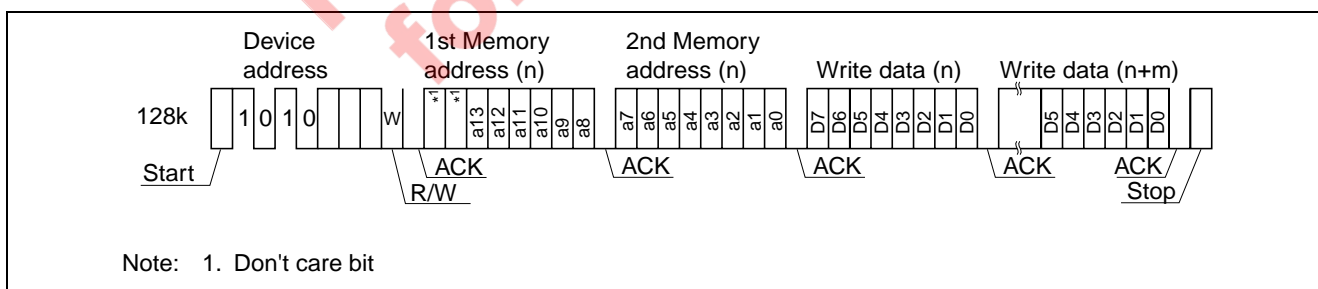 Device address
1st Memory address (n)
2nd Memory address (n)
Write data (n)
Write data (n+m)
128k
1 0 1 0
W
*1 *1 a13 a12 a11 a10 a9 a8
a7 a6 a5 a4 a3 a2 a1 a0
D7 D6 D5 D4 D3 D2 D1 D0
D5 D4 D3 D2 D1 D0
Start
ACK
ACK
ACK
ACK
ACK
R/W
Stop
Note: 1. Don't care bit